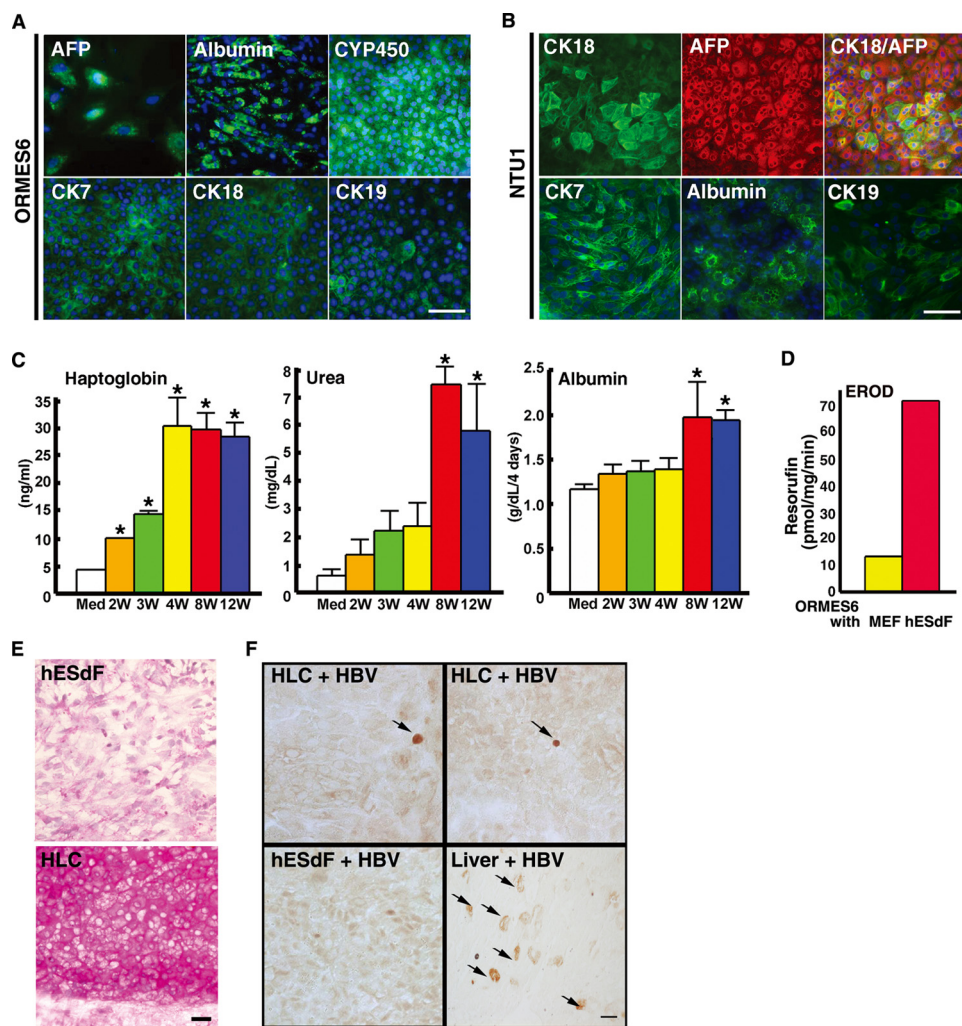 A
ORMES6
AFP
Albumin
CYP450
CK7
CK18
CK19
B
NTU1
CK18
AFP
CK18/AFP
CK7
Albumin
CK19
C
Haptoglobin
(ng/ml)
35
30
25
20
15
10
5
0
* * * * *
Med 2W 3W 4W 8W 12W
Urea
(mg/dL)
8
7
6
5
4
3
2
1
0
* *
Med 2W 3W 4W 8W 12W
Albumin
(g/dL/4 days)
2.5
2.0
1.5
1.0
0.5
0
* *
Med 2W 3W 4W 8W 12W
D
EROD
Resorufin
(pmol/mg/min)
70
60
50
40
30
20
10
0
ORMES6
with MEF hESdF
E
hESdF
HLC
F
HLC + HBV
HLC + HBV
hESdF + HBV
Liver + HBV